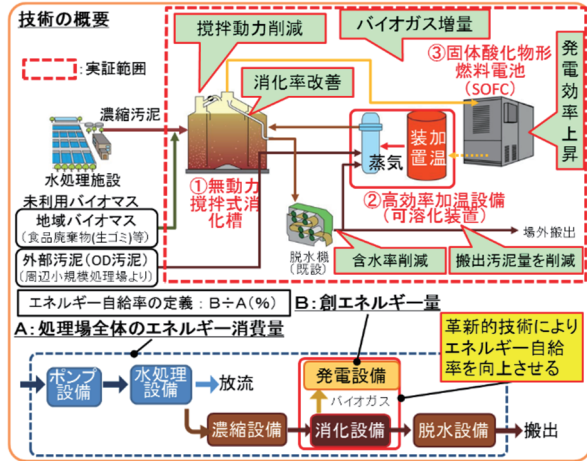 技術の概要
:実証範囲
撹拌動力削減
バイオガス増量
消化率改善
③固体酸化物形
燃料電池
(SOFC)
発電効率上昇
濃縮汚泥
水処理施設
未利用バイオマス
地域バイオマス
(食品廃棄物(生ゴミ)等)
外部汚泥(OD汚泥)
(周辺小規模処理場より)
①無動力
撹拌式消
化槽
蒸気
加温
装置
②高効率加温設備
(可溶化装置)
脱水機
(既設)
場外搬出
含水率削減
搬出汚泥量を削減
エネルギー自給率の定義:B÷A(%)
B:創エネルギー量
A:処理場全体のエネルギー消費量
革新的技術により
エネルギー自給
率を向上させる
ポンプ
設備
水処理
設備
放流
発電設備
バイオガス
濃縮設備
消化設備
脱水設備
搬出